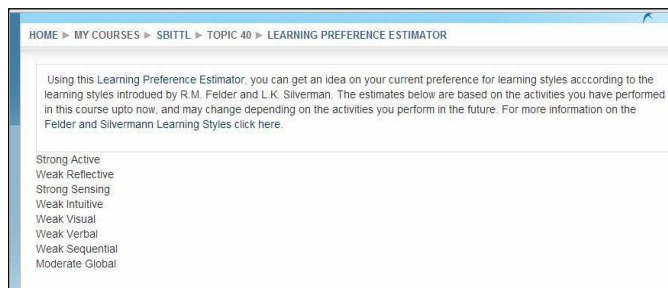 HOME ► MY COURSES ► SBITTL ► TOPIC 40 ► LEARNING PREFERENCE ESTIMATOR
Using this Learning Preference Estimator, you can get an idea on your current preference for learning styles acccording to the
learning styles introdued by R.M. Felder and L.K. Silverman. The estimates below are based on the activities you have performed
in this course upto now, and may change depending on the activities you perform in the future. For more information on the
Felder and Silvermann Learning Styles click here.
Strong Active
Weak Reflective
Strong Sensing
Weak Intuitive
Weak Visual
Weak Verbal
Weak Sequential
Moderate Global